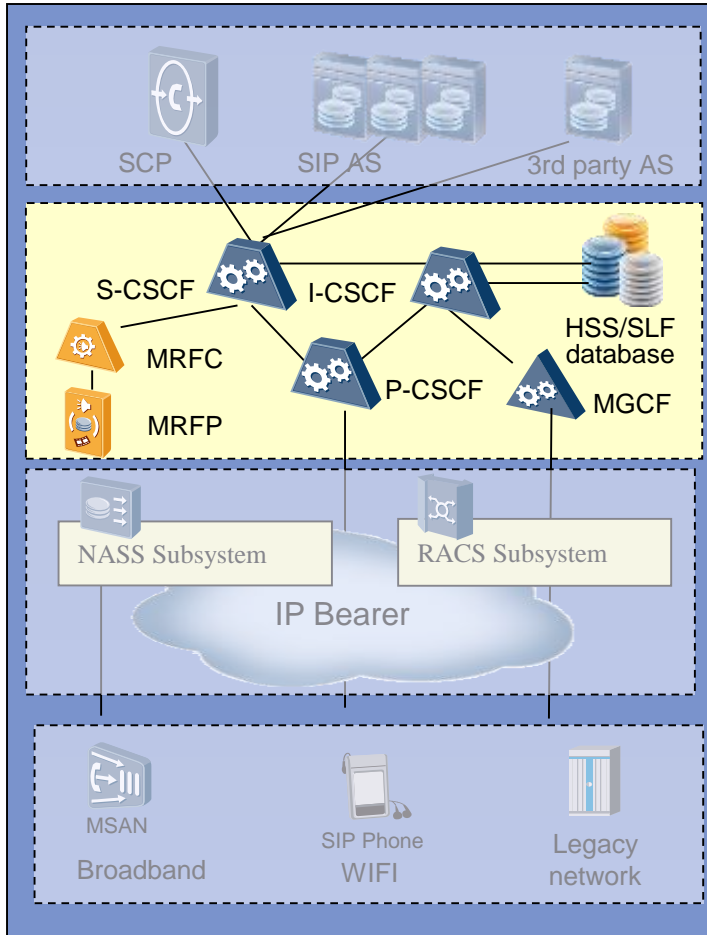 SCP
SIP AS
3rd party AS
S-CSCF
I-CSCF
HSS/SLF
database
MRFC
P-CSCF
MGCF
MRFP
NASS Subsystem
RACS Subsystem
IP Bearer
MSAN
Broadband
SIP Phone
WIFI
Legacy
network